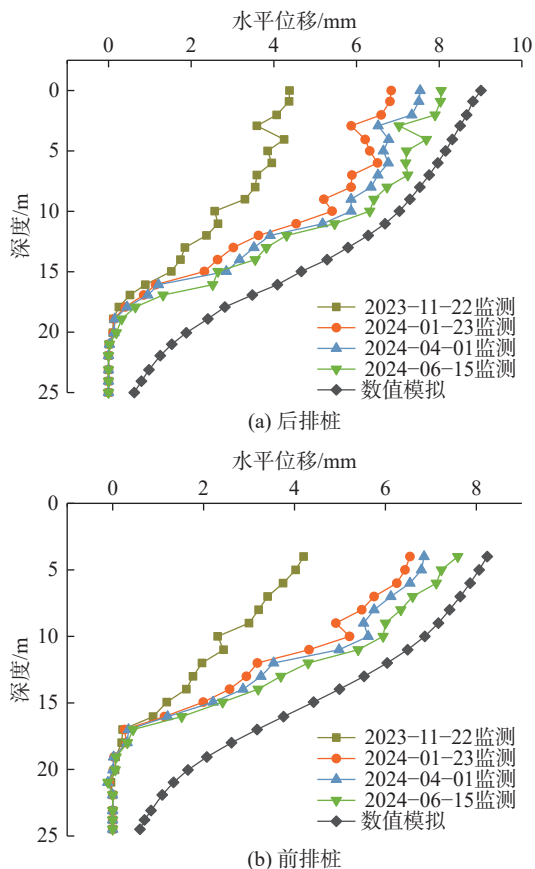 水平位移/mm
0 2 4 6 8 10
0
5
10
15
20
25
深度/m
2023-11-22监测
2024-01-23监测
2024-04-01监测
2024-06-15监测
数值模拟
(a) 后排桩
水平位移/mm
0 2 4 6 8
0
5
10
15
20
25
深度/m
2023-11-22监测
2024-01-23监测
2024-04-01监测
2024-06-15监测
数值模拟
(b) 前排桩